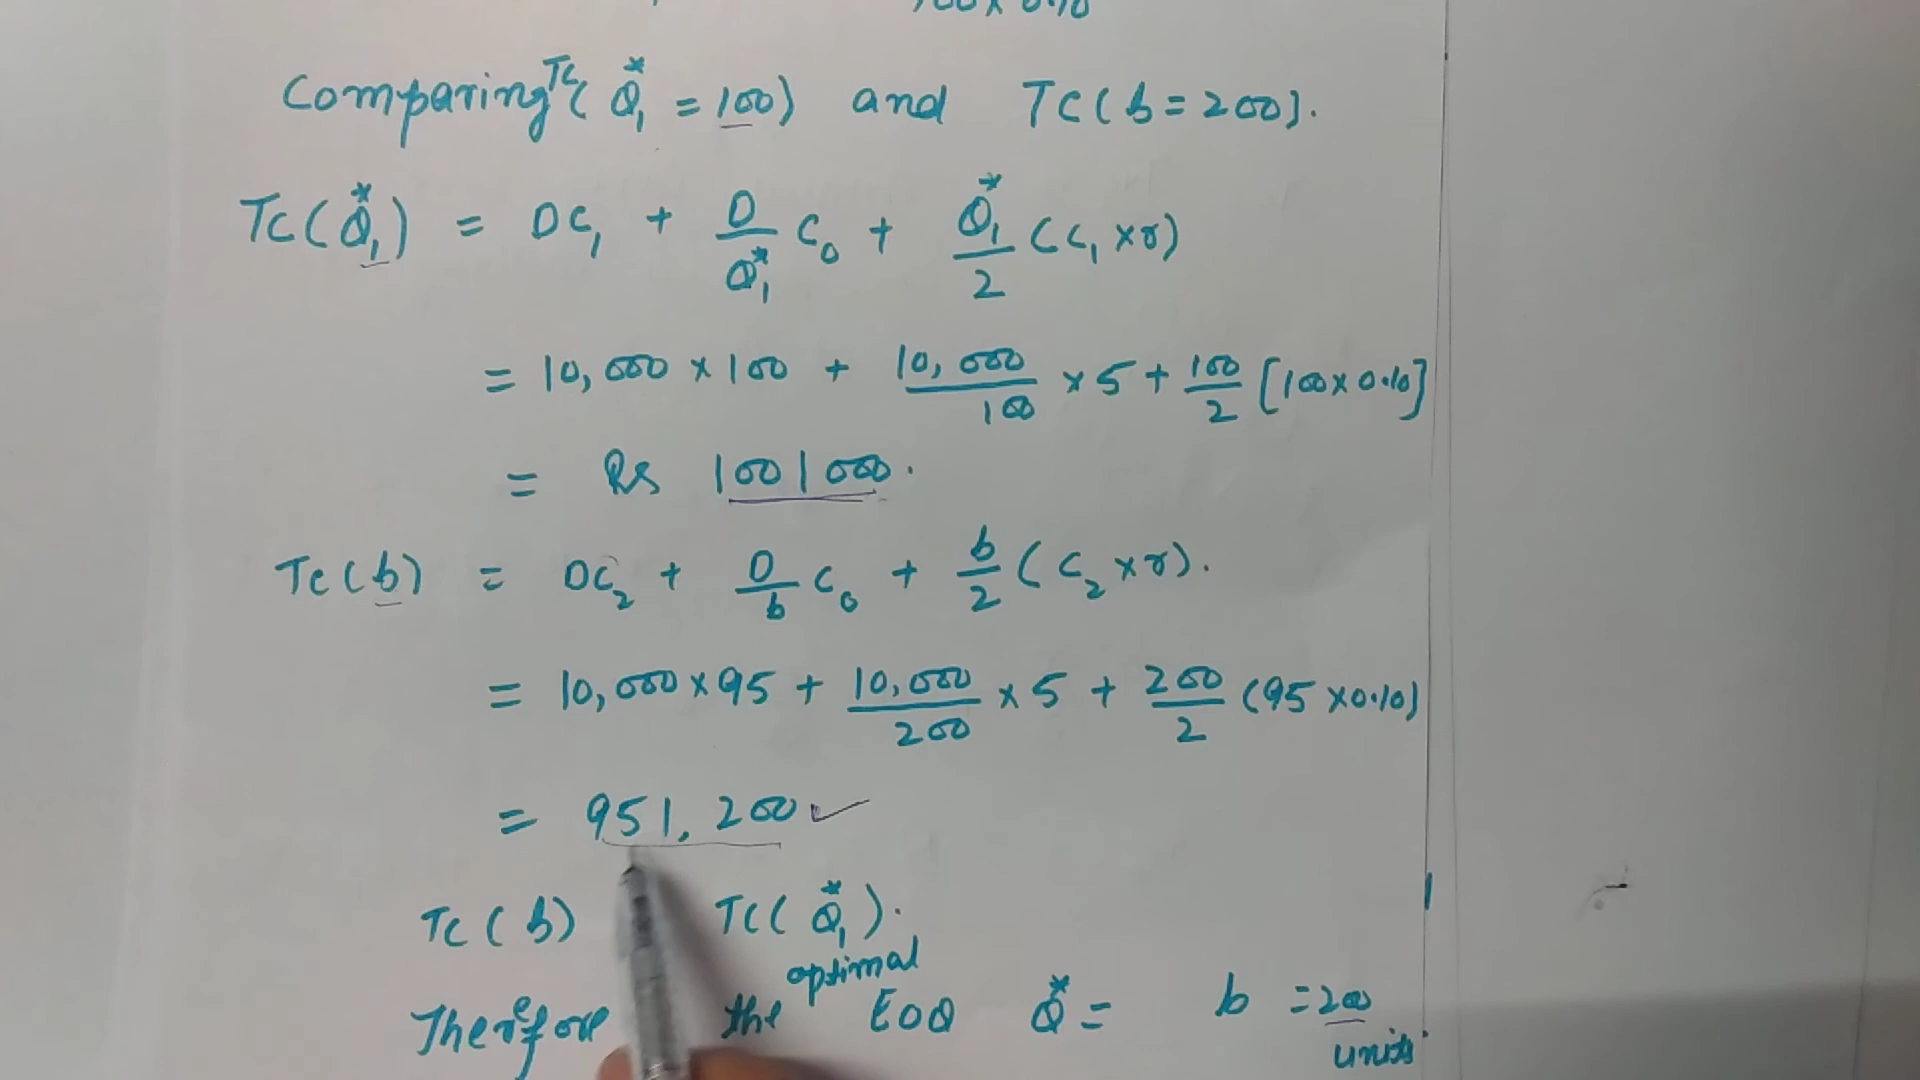 100 x 0.10
Comparing TC( Q₁* = 100) and TC( b = 200).
TC( Q₁*) = DC₁ + D/Q₁* C₀ + Q₁*/2 (C₁ x r)
= 10,000 x 100 + 10,000/100 x 5 + 100/2 [100 x 0.10]
= Rs 1001000.
TC( b) = DC₂ + D/b C₀ + b/2 ( C₂ x r).
= 10,000 x 95 + 10,000/200 x 5 + 200/2 (95 x 0.10)
= 951,200 ✓
TC ( b) TC( Q₁*).
Therefore the optimal EOQ Q* = b = 200 units